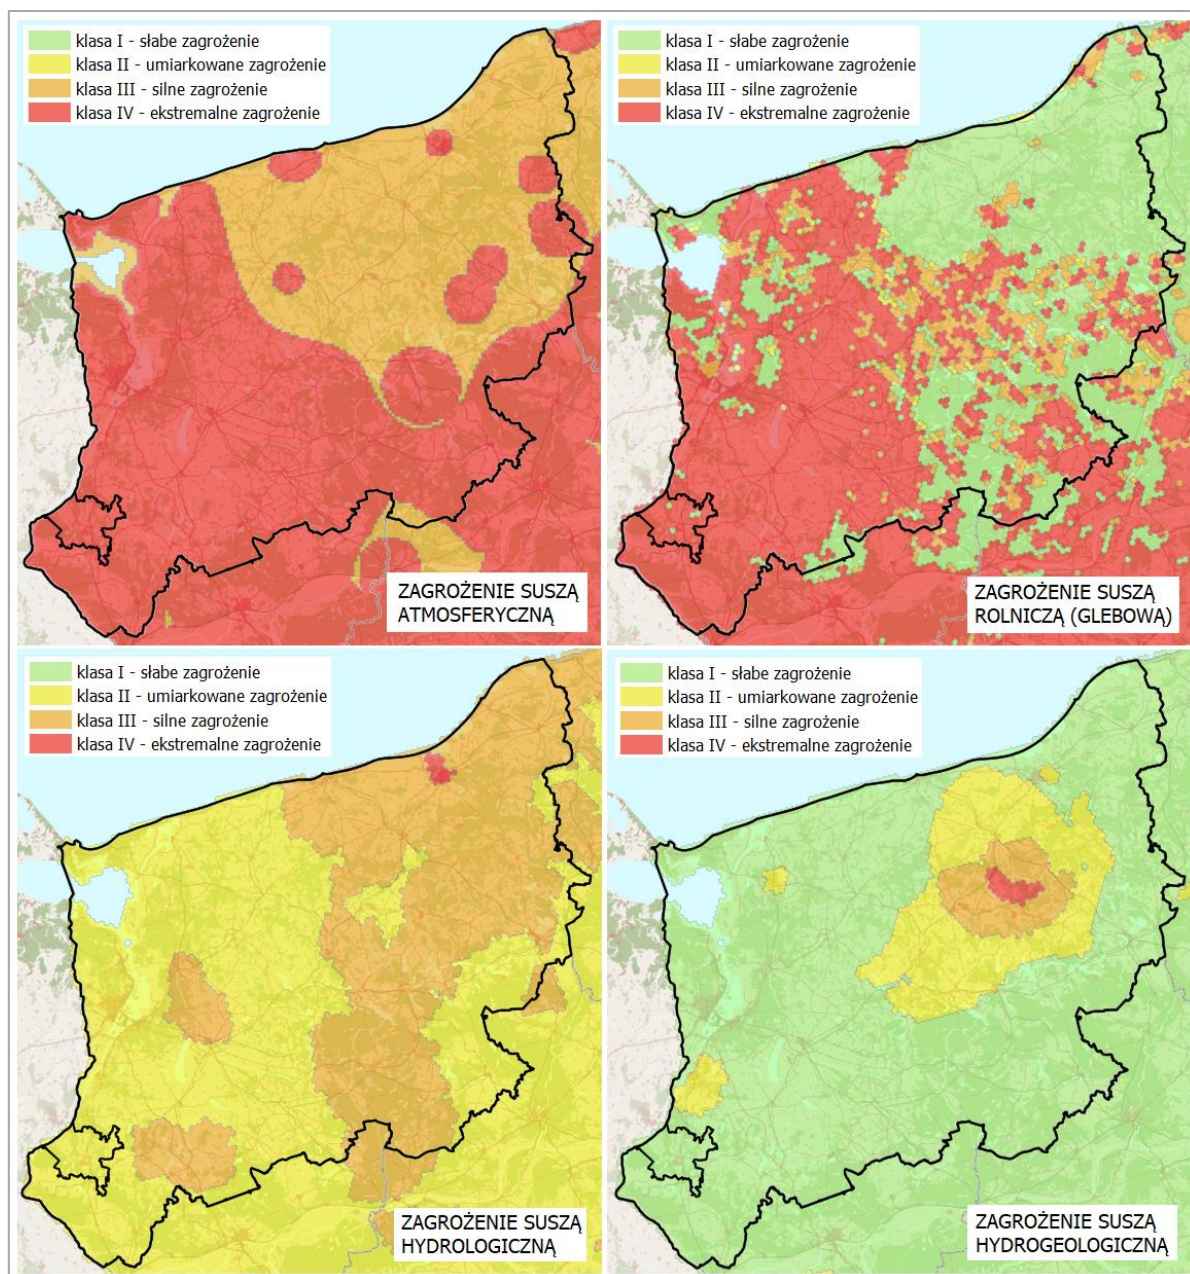 klasa I - słabe zagrożenie
klasa II - umiarkowane zagrożenie
klasa III - silne zagrożenie
klasa IV - ekstremalne zagrożenie
ZAGROŻENIE SUSZĄ
ATMOSFERYCZNĄ
klasa I - słabe zagrożenie
klasa II - umiarkowane zagrożenie
klasa III - silne zagrożenie
klasa IV - ekstremalne zagrożenie
ZAGROŻENIE SUSZĄ
ROLNICZĄ (GLEBOWĄ)
klasa I - słabe zagrożenie
klasa II - umiarkowane zagrożenie
klasa III - silne zagrożenie
klasa IV - ekstremalne zagrożenie
ZAGROŻENIE SUSZĄ
HYDROLOGICZNĄ
klasa I - słabe zagrożenie
klasa II - umiarkowane zagrożenie
klasa III - silne zagrożenie
klasa IV - ekstremalne zagrożenie
ZAGROŻENIE SUSZĄ
HYDROGEOLOGICZNĄ